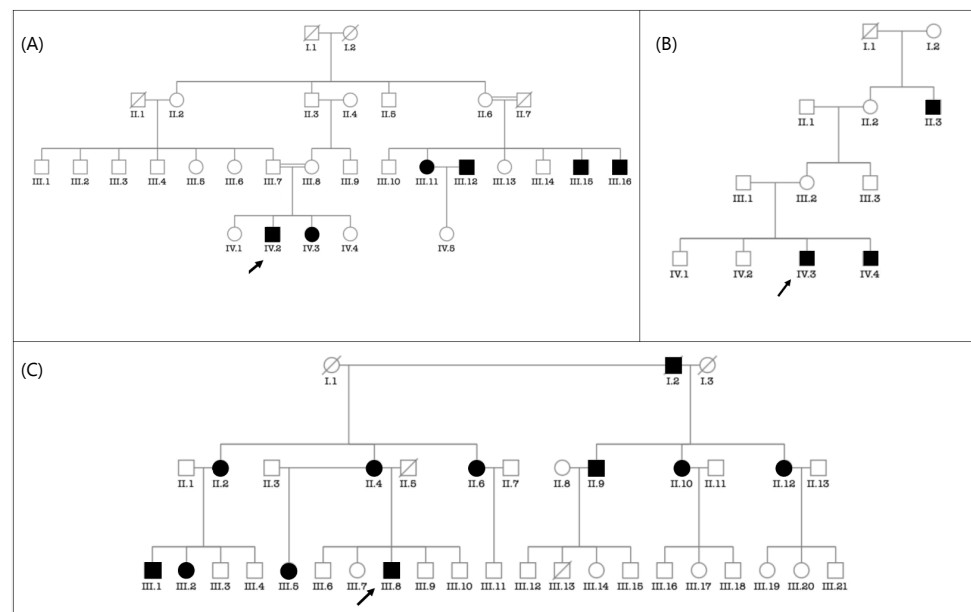 (A)
I.1 I.2
II.1 II.2 II.3 II.4 II.5 II.6 II.7
III.1 III.2 III.3 III.4 III.5 III.6 III.7 III.8 III.9 III.10 III.11 III.12 III.13 III.14 III.15 III.16
IV.1 IV.2 IV.3 IV.4 IV.5
(B)
I.1 I.2
II.1 II.2 II.3
III.1 III.2 III.3
IV.1 IV.2 IV.3 IV.4
(C)
I.1 I.2 I.3
II.1 II.2 II.3 II.4 II.5 II.6 II.7 II.8 II.9 II.10 II.11 II.12 II.13
III.1 III.2 III.3 III.4 III.5 III.6 III.7 III.8 III.9 III.10 III.11 III.12 III.13 III.14 III.15 III.16 III.17 III.18 III.19 III.20 III.21